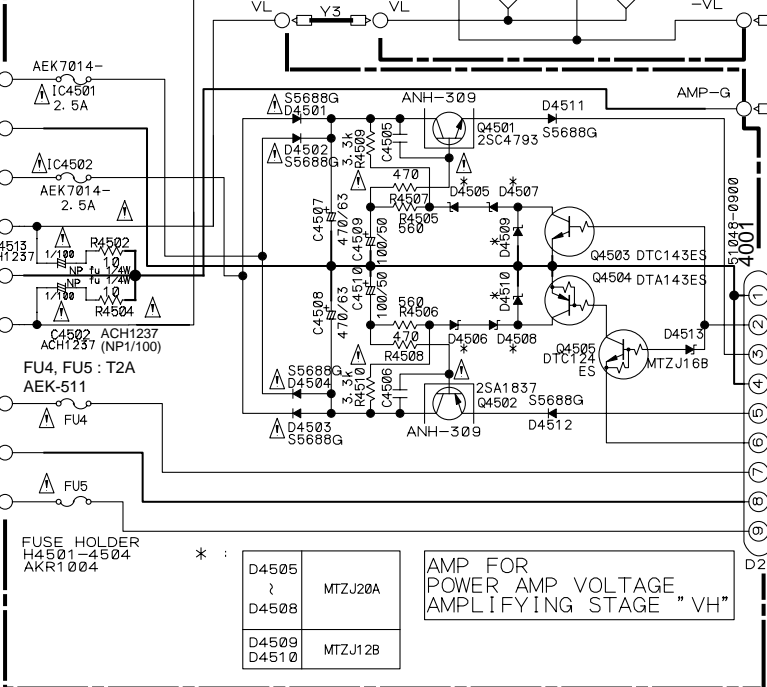 VL
Y3
VL
-VL
AEK7014-
IC4501
2.5A
IC4502
AEK7014-
2.5A
S5688G
D4501
D4502
S5688G
3.3k
R4509
C4505
ANH-309
Q4501
2SC4793
D4511
S5688G
AMP-G
470
R4507
R4505
560
*
D4505
*
D4507
*
D4509
C4507
470/63
C4509
100/50
51048-0900
4001
4513
CH1237
1/100
R4502
10
NP fu 1/4W
NP fu 1/4W
1/100
10
R4504
C4502
ACH1237
ACH1237
(NP1/100)
Q4503 DTC143ES
Q4504 DTA143ES
C4508
470/63
C4510
100/50
560
R4506
470
R4508
D4506
*
D4508
*
*
D4510
Q4505
DTC124
ES
D4513
MTZJ16B
FU4, FU5 : T2A
AEK-511
FU4
FU5
S5688G
D4504
D4503
S5688G
3.3k
R4510
C4506
ANH-309
2SA1837
Q4502
S5688G
D4512
1
2
3
4
5
6
7
8
9
D2
FUSE HOLDER
H4501-4504
AKR1004
* :
D4505
~
D4508
MTZJ20A
D4509
D4510
MTZJ12B
AMP FOR
POWER AMP VOLTAGE
AMPLIFYING STAGE "VH"